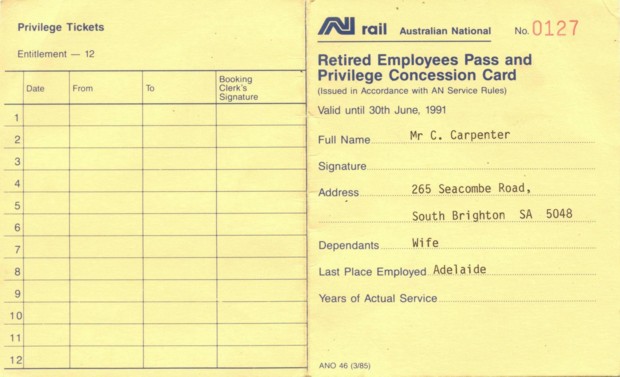 Privilege Tickets
Entitlement — 12
Date From To Booking Clerk's Signature
1
2
3
4
5
6
7
8
9
10
11
12
AN rail Australian National No. 0127
Retired Employees Pass and
Privilege Concession Card
(Issued in Accordance with AN Service Rules)
Valid until 30th June, 1991
Full Name Mr C. Carpenter
Signature
Address 265 Seacombe Road,
South Brighton SA 5048
Dependants Wife
Last Place Employed Adelaide
Years of Actual Service
ANO 46 (3/85)